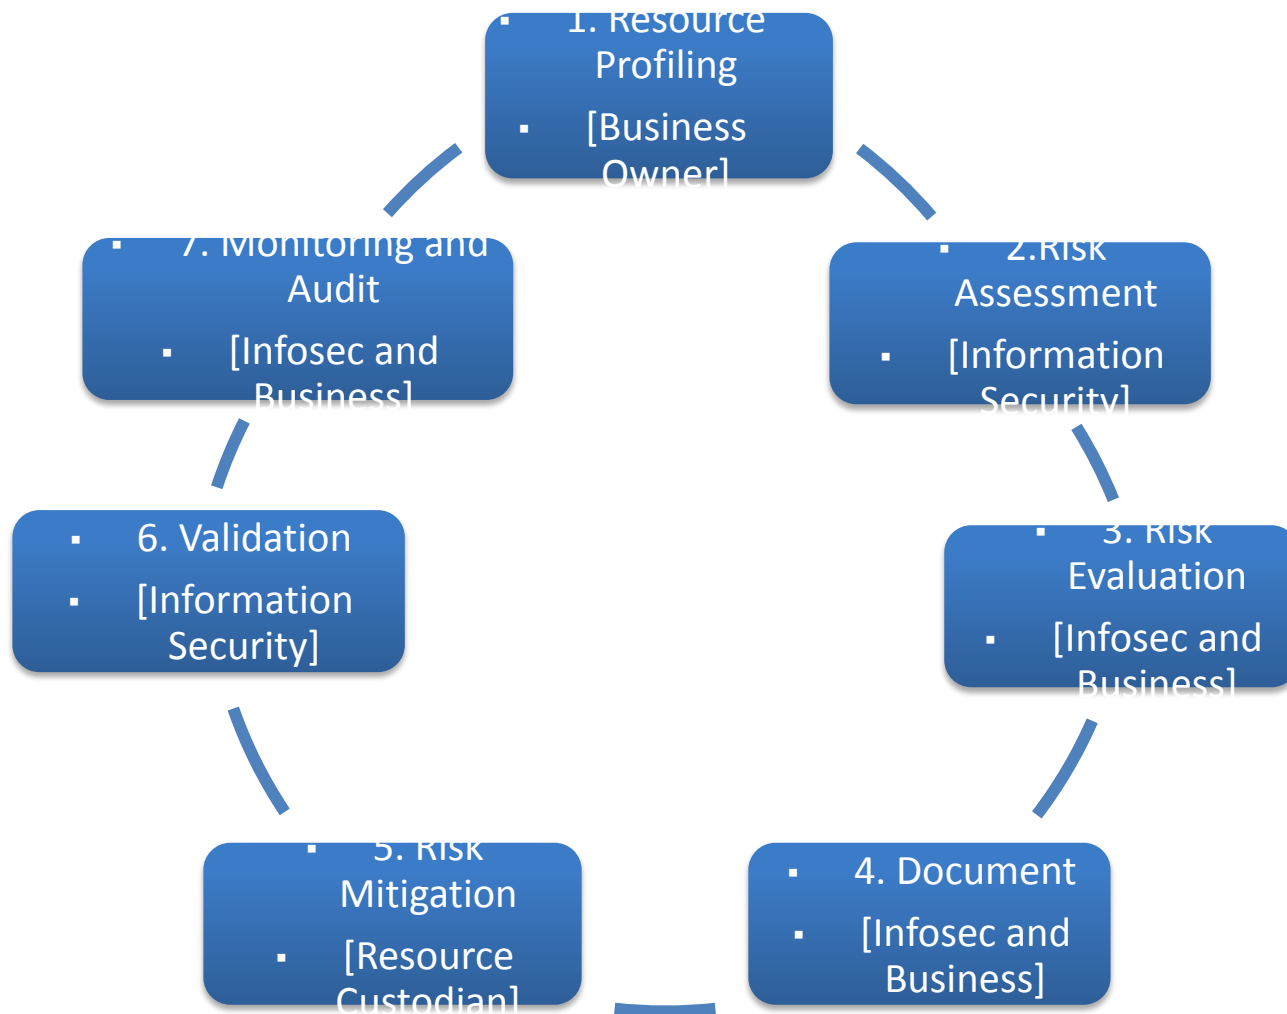 ▪ 1. Resource
Profiling
▪ [Business
Owner]
▪ 2.Risk
Assessment
▪ [Information
Security]
▪ 3. Risk
Evaluation
▪ [Infosec and
Business]
▪ 4. Document
▪ [Infosec and
Business]
▪ 5. Risk
Mitigation
▪ [Resource
Custodian]
▪ 6. Validation
▪ [Information
Security]
▪ 7. Monitoring and
Audit
▪ [Infosec and
Business]